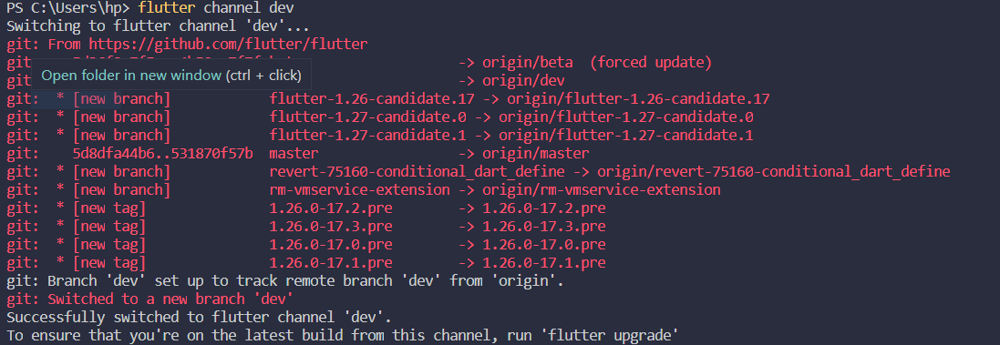 PS C:\Users\hp> flutter channel dev
Switching to flutter channel 'dev'...
git: From https://github.com/flutter/flutter
git: -> origin/beta  (forced update)
Open folder in new window (ctrl + click)
git: -> origin/dev
git:  * [new branch]            flutter-1.26-candidate.17 -> origin/flutter-1.26-candidate.17
git:  * [new branch]            flutter-1.27-candidate.0 -> origin/flutter-1.27-candidate.0
git:  * [new branch]            flutter-1.27-candidate.1 -> origin/flutter-1.27-candidate.1
git:    5d8dfa44b6..531870f57b  master                   -> origin/master
git:  * [new branch]            revert-75160-conditional_dart_define -> origin/revert-75160-conditional_dart_define
git:  * [new branch]            rm-vmservice-extension -> origin/rm-vmservice-extension
git:  * [new tag]               1.26.0-17.2.pre        -> 1.26.0-17.2.pre
git:  * [new tag]               1.26.0-17.3.pre        -> 1.26.0-17.3.pre
git:  * [new tag]               1.26.0-17.0.pre        -> 1.26.0-17.0.pre
git:  * [new tag]               1.26.0-17.1.pre        -> 1.26.0-17.1.pre
git: Branch 'dev' set up to track remote branch 'dev' from 'origin'.
git: Switched to a new branch 'dev'
Successfully switched to flutter channel 'dev'.
To ensure that you're on the latest build from this channel, run 'flutter upgrade'